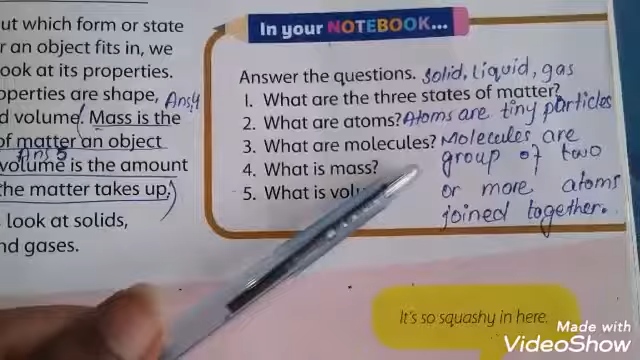 ut which form or state
r an object fits in, we
ook at its properties.
operties are shape,
Ans4
d volume. Mass is the
of matter an object
Ans 5
volume is the amount
the matter takes up.
look at solids,
nd gases.
In your NOTEBOOK...
Answer the questions. Solid, liquid, gas
1. What are the three states of matter?
2. What are atoms? Atoms are tiny particles
3. What are molecules? Molecules are
group of two
4. What is mass?
or more atoms
5. What is volu
joined together.
It's so squashy in here.
Made with
VideoShow